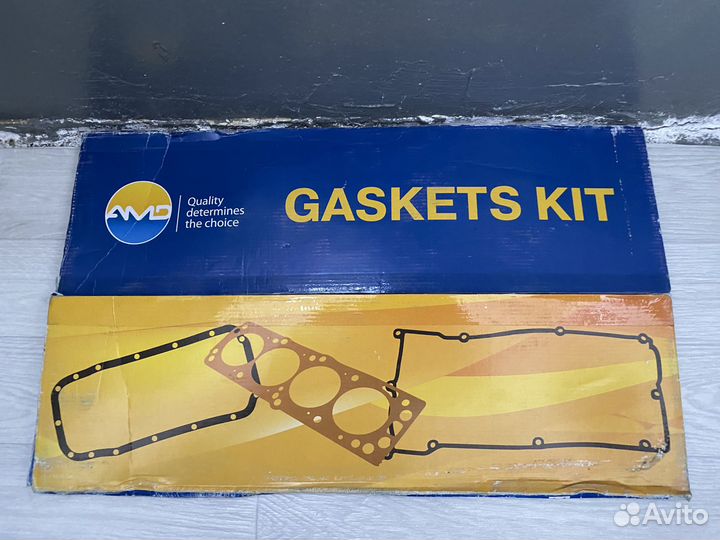 AMD
Quality
determines
the choice
GASKETS KIT
Avito